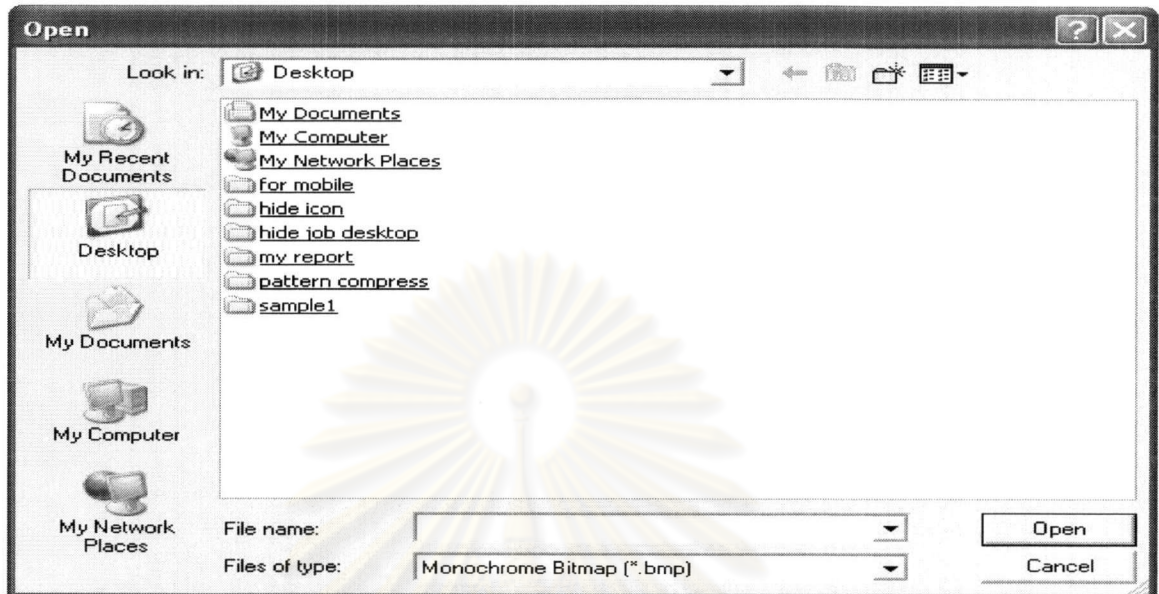 Open
Look in: Desktop
My Recent
Documents
Desktop
My Documents
My Computer
My Network
Places
My Documents
My Computer
My Network Places
for mobile
hide icon
hide job desktop
my report
pattern compress
sample1
File name:
Open
Files of type: Monochrome Bitmap (*.bmp)
Cancel